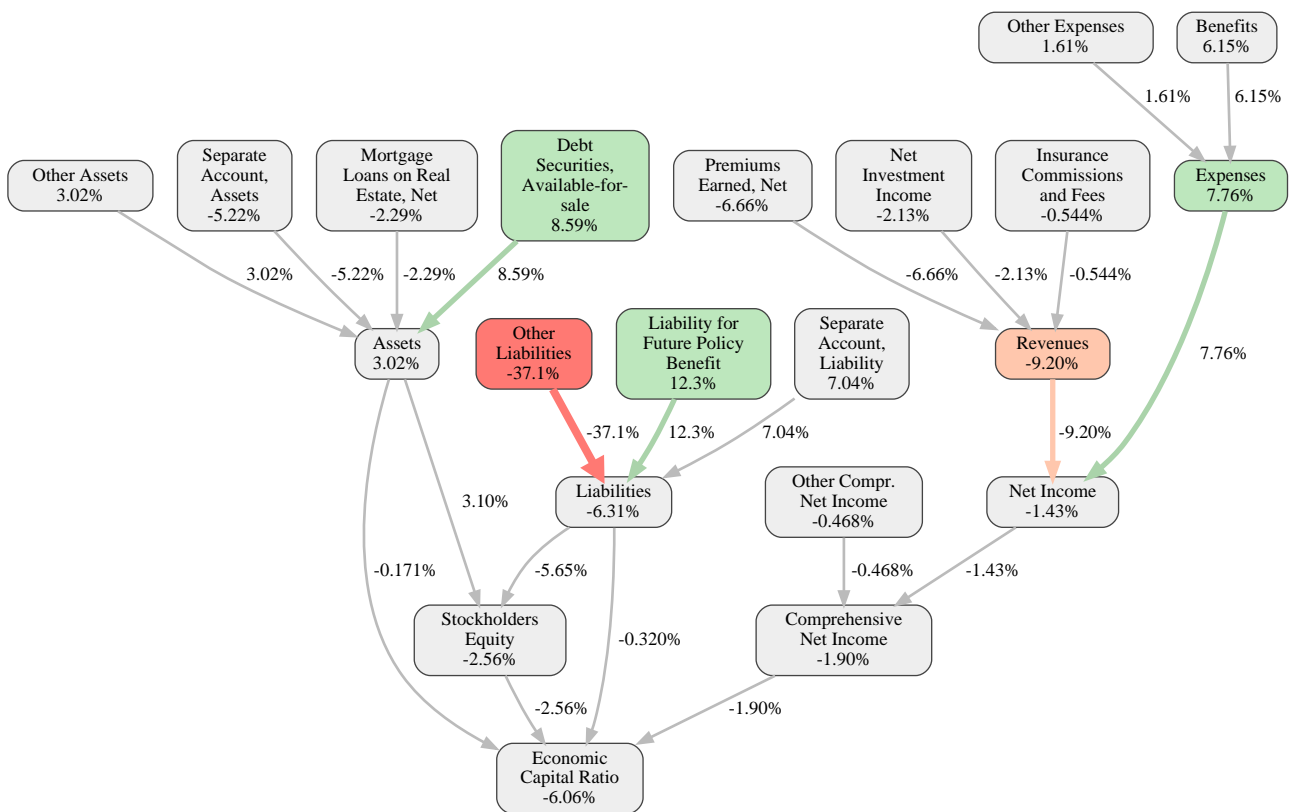 Other Expenses
1.61%
Benefits
6.15%
1.61%
6.15%
Other Assets
3.02%
Separate
Account,
Assets
-5.22%
Mortgage
Loans on Real
Estate, Net
-2.29%
Debt
Securities,
Available-for-
sale
8.59%
Premiums
Earned, Net
-6.66%
Net
Investment
Income
-2.13%
Insurance
Commissions
and Fees
-0.544%
Expenses
7.76%
3.02%
-5.22%
-2.29%
8.59%
-6.66%
-2.13%
-0.544%
7.76%
Assets
3.02%
Other
Liabilities
-37.1%
Liability for
Future Policy
Benefit
12.3%
Separate
Account,
Liability
7.04%
Revenues
-9.20%
-37.1%
12.3%
7.04%
-9.20%
3.10%
Liabilities
-6.31%
Other Compr.
Net Income
-0.468%
Net Income
-1.43%
-0.171%
-5.65%
-0.468%
-1.43%
Stockholders
Equity
-2.56%
-0.320%
Comprehensive
Net Income
-1.90%
-2.56%
-1.90%
Economic
Capital Ratio
-6.06%